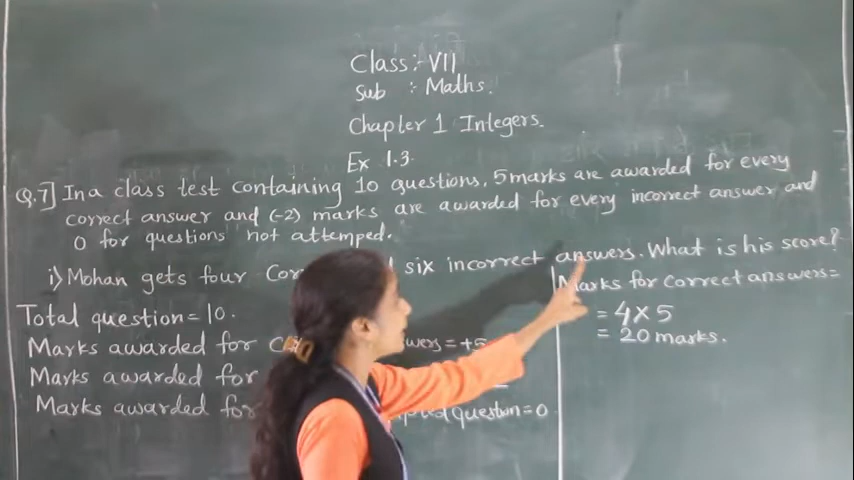 Class:- VII
Sub : Maths.
Chapter 1 Integers.
Ex 1.3.
Q.7] In a class test containing 10 questions, 5 marks are awarded for every
correct answer and (-2) marks are awarded for every incorrect answer and
0 for questions not attemped.
i) Mohan gets four six incorrect answers. What is his score?
Total question = 10.
Marks awarded for = +5
Marks awarded for
Marks awarded for question = 0
Marks for correct answers =
= 4 x 5
= 20 marks.